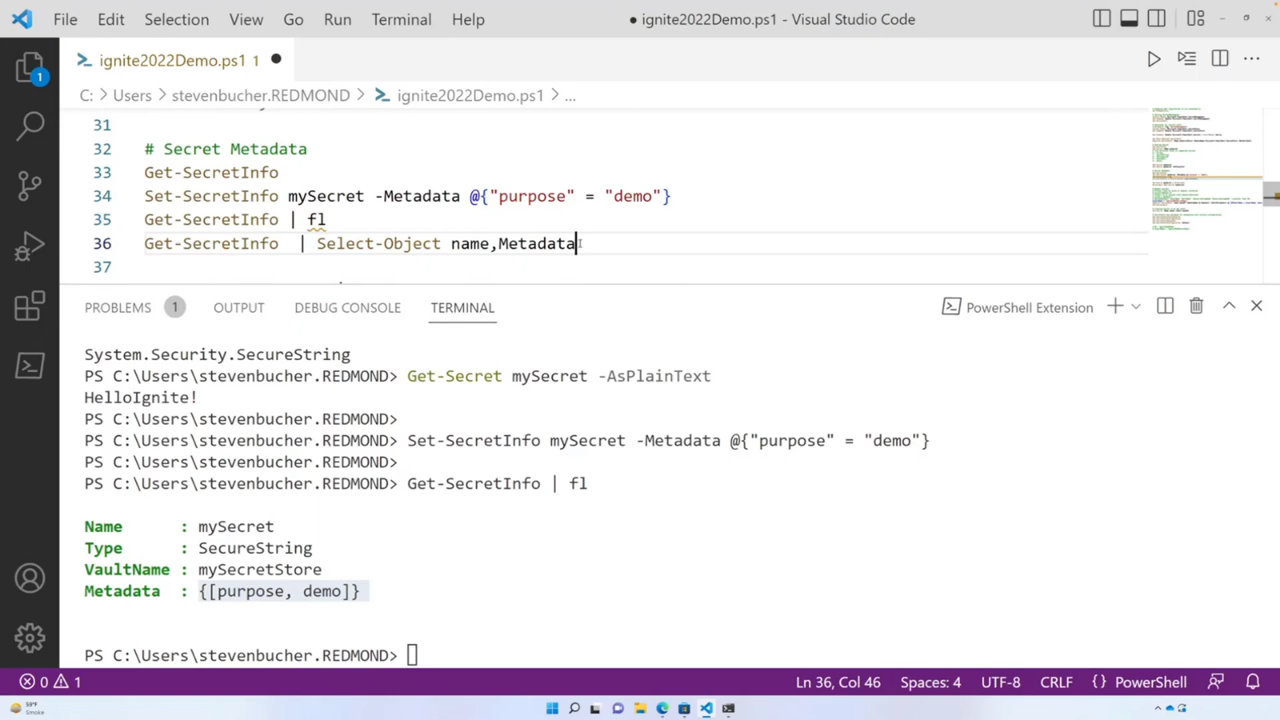 File Edit Selection View Go Run Terminal Help ● ignite2022Demo.ps1 - Visual Studio Code
ignite2022Demo.ps1 1 ●
C: > Users > stevenbucher.REDMOND > ignite2022Demo.ps1 > ...
31
32 # Secret Metadata
33 Get-SecretInfo
34 Set-SecretInfo mySecret -Metadata @{"purpose" = "demo"}
35 Get-SecretInfo | fl
36 Get-SecretInfo | Select-Object name,Metadata
37
PROBLEMS 1 OUTPUT DEBUG CONSOLE TERMINAL PowerShell Extension
System.Security.SecureString
PS C:\Users\stevenbucher.REDMOND> Get-Secret mySecret -AsPlainText
HelloIgnite!
PS C:\Users\stevenbucher.REDMOND>
PS C:\Users\stevenbucher.REDMOND> Set-SecretInfo mySecret -Metadata @{"purpose" = "demo"}
PS C:\Users\stevenbucher.REDMOND>
PS C:\Users\stevenbucher.REDMOND> Get-SecretInfo | fl
Name : mySecret
Type : SecureString
VaultName : mySecretStore
Metadata : {[purpose, demo]}
PS C:\Users\stevenbucher.REDMOND>
1
0 1 Ln 36, Col 46 Spaces: 4 UTF-8 CRLF {} PowerShell
59°F
Smoke